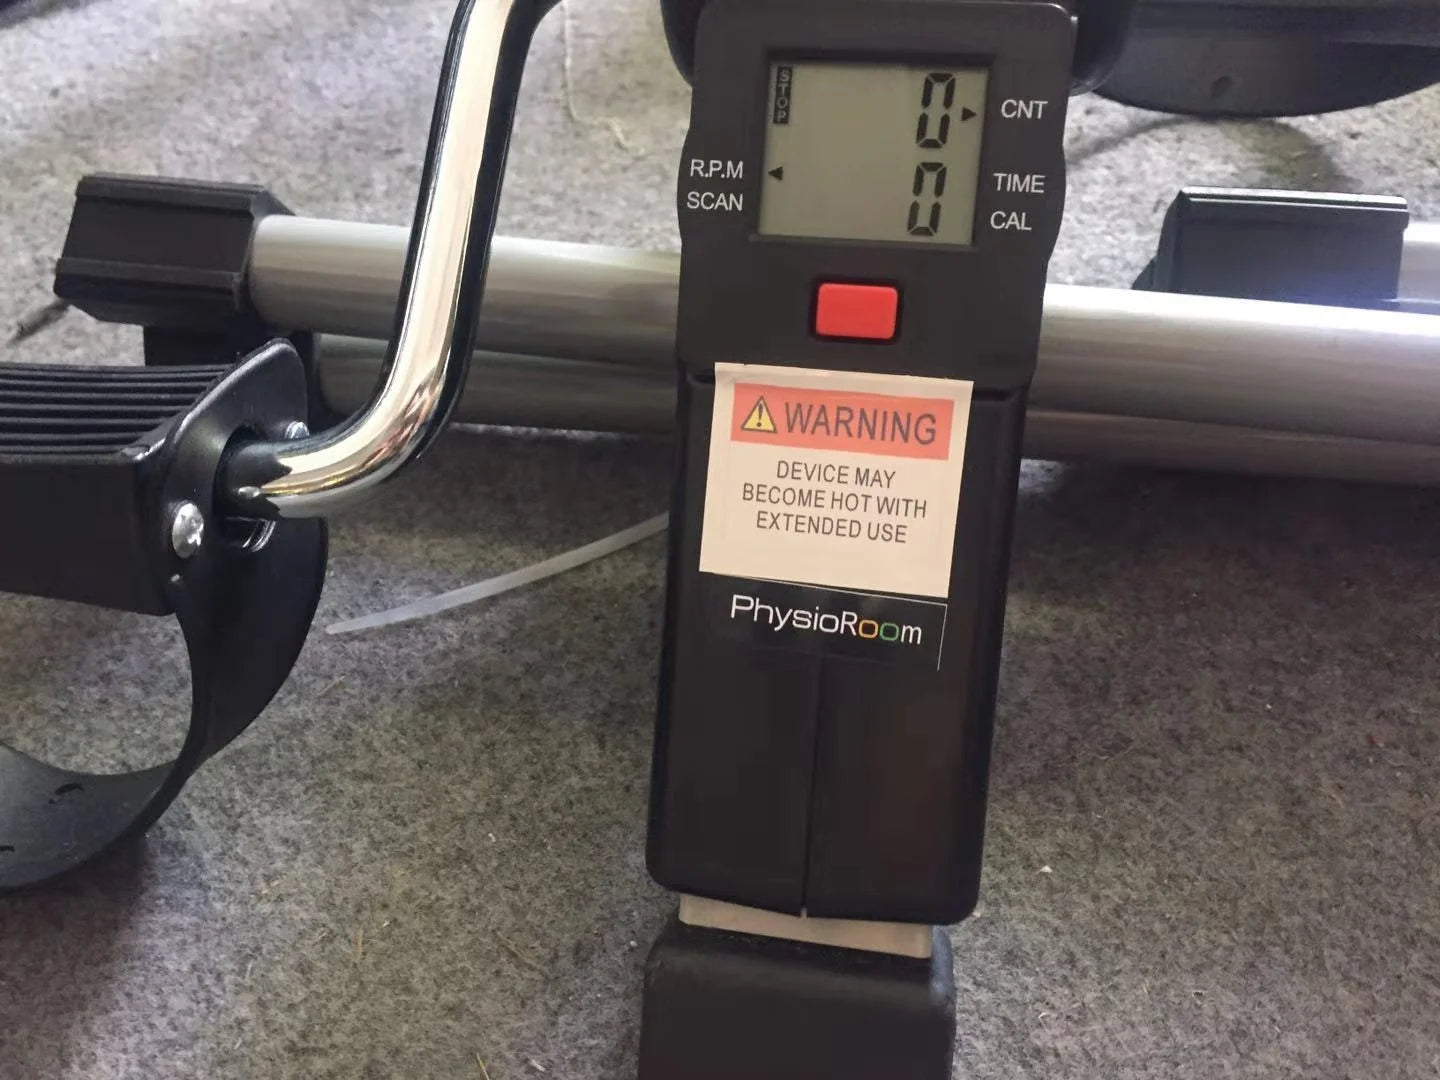 STOP
0
CNT
R.P.M
SCAN
0
TIME
CAL
WARNING
DEVICE MAY
BECOME HOT WITH
EXTENDED USE
PhysioRoom